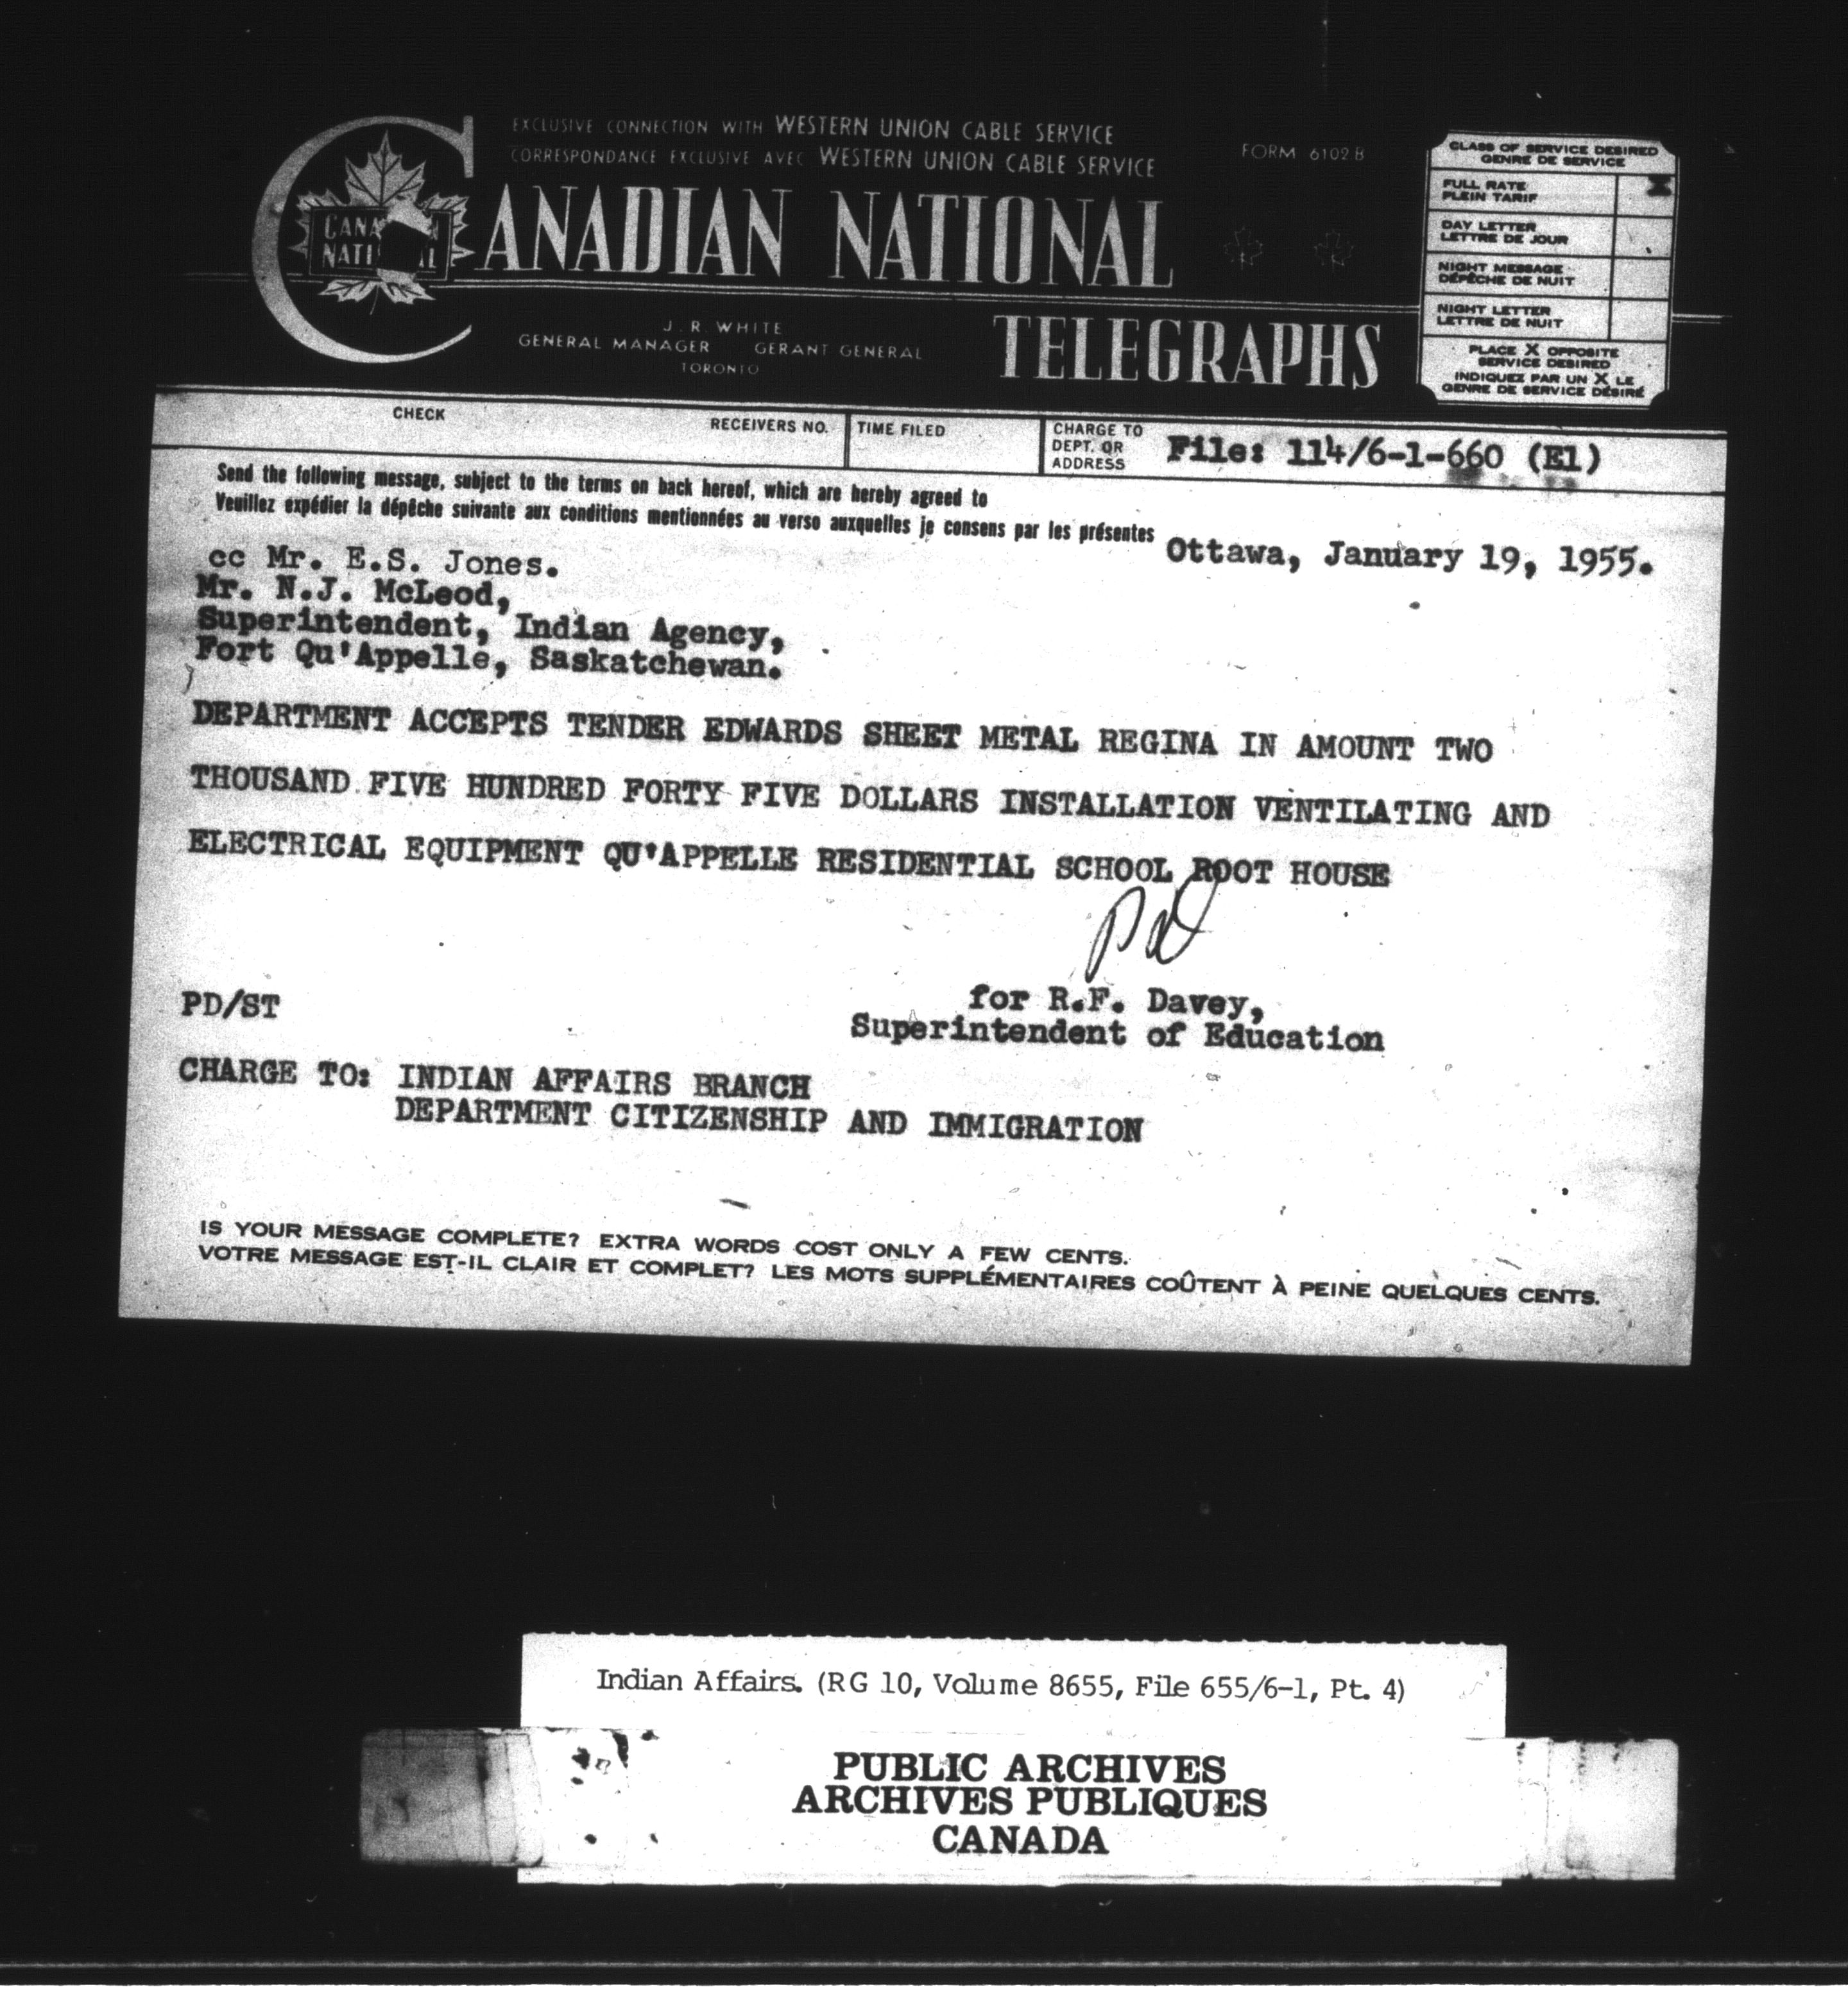 EXCLUSIVE CONNECTION WITH WESTERN UNION CABLE SERVICE
CORRESPONDANCE EXCLUSIVE AVEC WESTERN UNION CABLE SERVICE
FORM 6102 B
CANADIAN NATIONAL
TELEGRAPHS
J. R. WHITE
GENERAL MANAGER GERANT GENERAL
TORONTO
CLASS OF SERVICE DESIRED
GENRE DE SERVICE
FULL RATE
PLEIN TARIF
X
DAY LETTER
LETTRE DE JOUR
NIGHT MESSAGE
DÉPÊCHE DE NUIT
NIGHT LETTER
LETTRE DE NUIT
PLACE X OPPOSITE
SERVICE DESIRED
INDIQUEZ PAR UN X LE
GENRE DE SERVICE DÉSIRÉ
CHECK
RECEIVERS NO.
TIME FILED
CHARGE TO
DEPT. OR
ADDRESS
File: 114/6-1-660 (E1)
Send the following message, subject to the terms on back hereof, which are hereby agreed to
Veuillez expédier la dépêche suivante aux conditions mentionnées au verso auxquelles je consens par les présentes
Ottawa, January 19, 1955.
cc Mr. E.S. Jones.
Mr. N.J. McLeod,
Superintendent, Indian Agency,
Fort Qu'Appelle, Saskatchewan.
DEPARTMENT ACCEPTS TENDER EDWARDS SHEET METAL REGINA IN AMOUNT TWO
THOUSAND FIVE HUNDRED FORTY FIVE DOLLARS INSTALLATION VENTILATING AND
ELECTRICAL EQUIPMENT QU'APPELLE RESIDENTIAL SCHOOL ROOT HOUSE
PD
for R.F. Davey,
Superintendent of Education
PD/ST
CHARGE TO: INDIAN AFFAIRS BRANCH
DEPARTMENT CITIZENSHIP AND IMMIGRATION
IS YOUR MESSAGE COMPLETE? EXTRA WORDS COST ONLY A FEW CENTS.
VOTRE MESSAGE EST-IL CLAIR ET COMPLET? LES MOTS SUPPLÉMENTAIRES COÛTENT À PEINE QUELQUES CENTS.
Indian Affairs. (RG 10, Volume 8655, File 655/6-1, Pt. 4)
PUBLIC ARCHIVES
ARCHIVES PUBLIQUES
CANADA